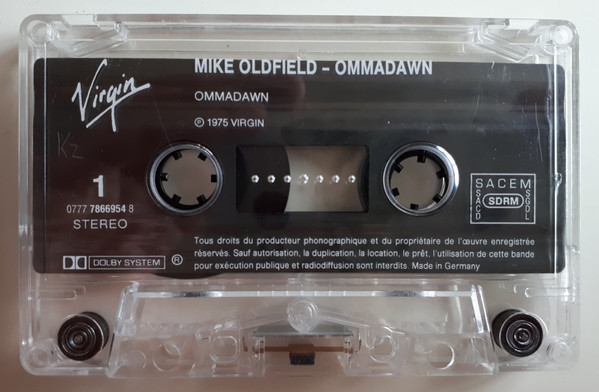 Virgin
MIKE OLDFIELD – OMMADAWN
OMMADAWN
Ⓟ 1975 VIRGIN
K2
1
0777 7866954 8
STEREO
SACEM
SACD
SDRM
SGDL
DOLBY SYSTEM ®
Tous droits du producteur phonographique et du propriétaire de l'œuvre enregistrée
réservés. Sauf autorisation, la duplication, la location, le prêt, l'utilisation de cette bande
pour exécution publique et radiodiffusion sont interdits. Made in Germany